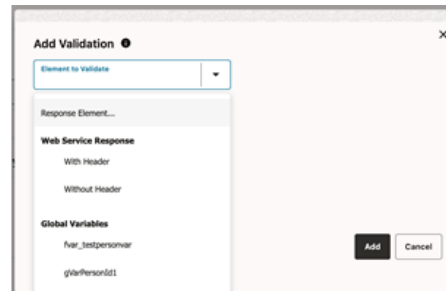 Add Validation
Element to Validate
Response Element...
Web Service Response
With Header
Without Header
Global Variables
fvar_testpersonvar
gVarPersonId1
Add
Cancel